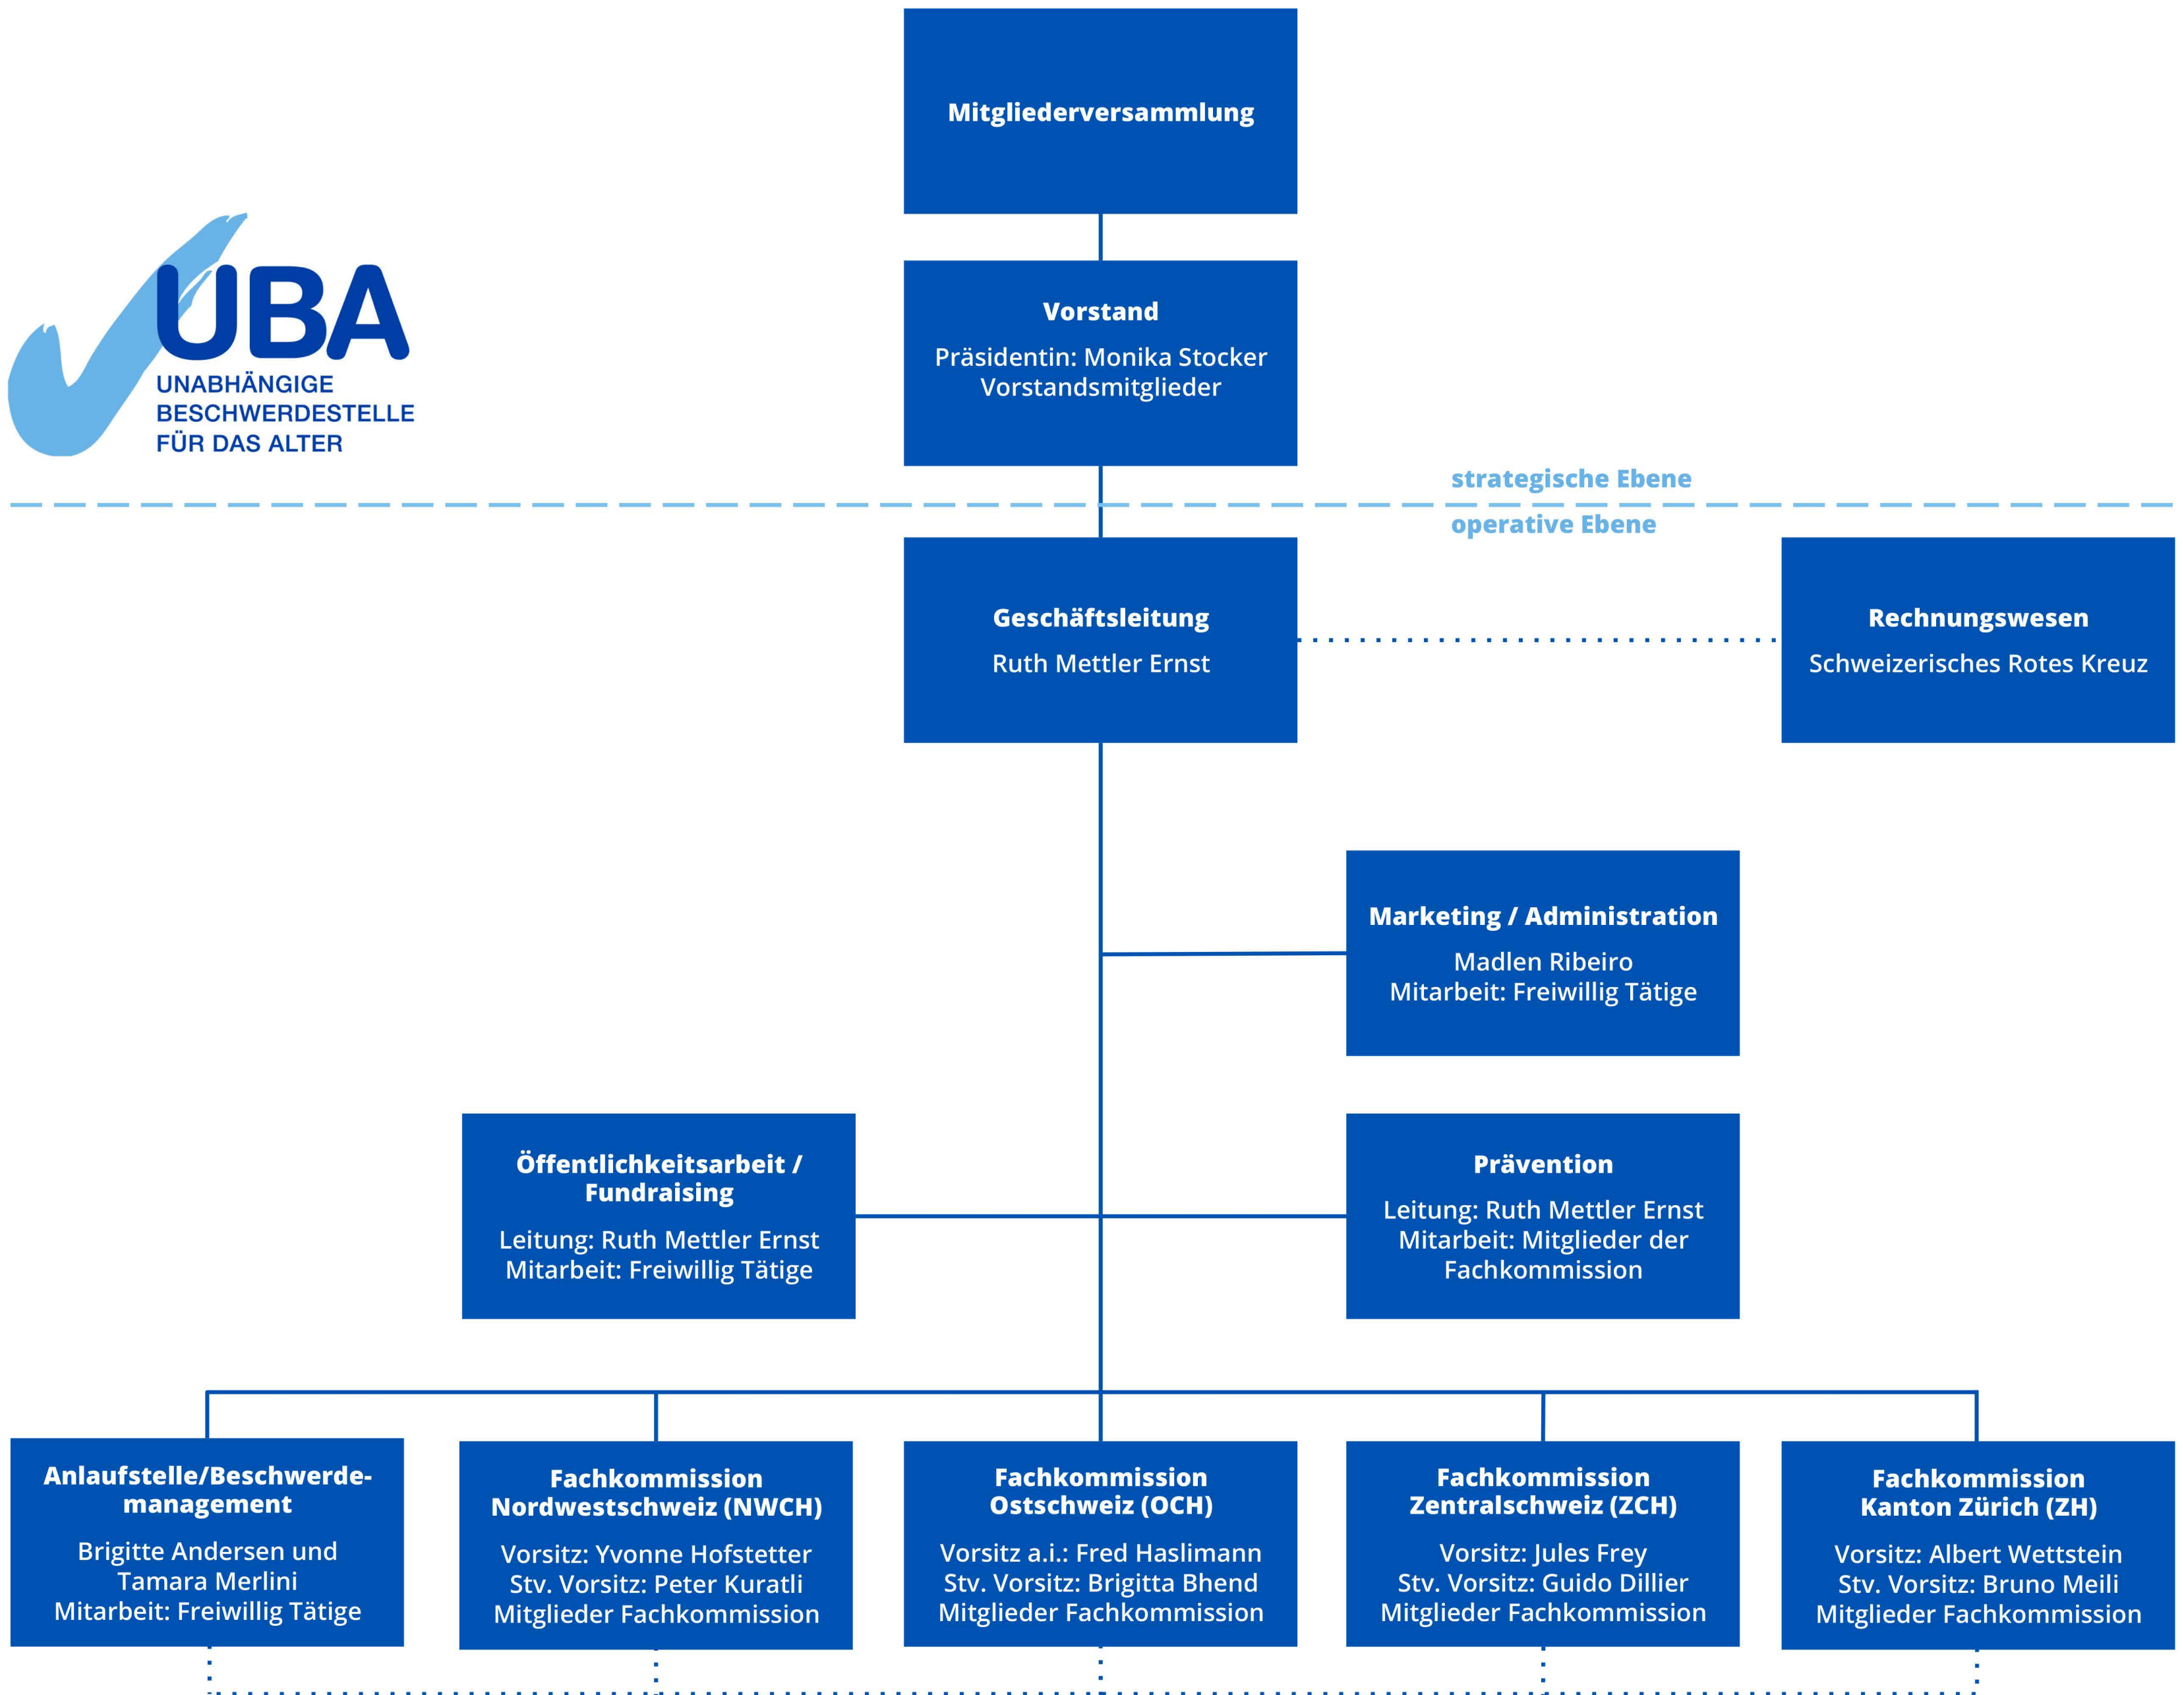 Mitgliederversammlung
UBA
UNABHÄNGIGE
BESCHWERDESTELLE
FÜR DAS ALTER
Vorstand
Präsidentin: Monika Stocker
Vorstandsmitglieder
strategische Ebene
operative Ebene
Geschäftsleitung
Ruth Mettler Ernst
Rechnungswesen
Schweizerisches Rotes Kreuz
Marketing / Administration
Madlen Ribeiro
Mitarbeit: Freiwillig Tätige
Öffentlichkeitsarbeit /
Fundraising
Leitung: Ruth Mettler Ernst
Mitarbeit: Freiwillig Tätige
Prävention
Leitung: Ruth Mettler Ernst
Mitarbeit: Mitglieder der
Fachkommission
Anlaufstelle/Beschwerde-
management
Brigitte Andersen und
Tamara Merlini
Mitarbeit: Freiwillig Tätige
Fachkommission
Nordwestschweiz (NWCH)
Vorsitz: Yvonne Hofstetter
Stv. Vorsitz: Peter Kuratli
Mitglieder Fachkommission
Fachkommission
Ostschweiz (OCH)
Vorsitz a.i.: Fred Haslimann
Stv. Vorsitz: Brigitta Bhend
Mitglieder Fachkommission
Fachkommission
Zentralschweiz (ZCH)
Vorsitz: Jules Frey
Stv. Vorsitz: Guido Dillier
Mitglieder Fachkommission
Fachkommission
Kanton Zürich (ZH)
Vorsitz: Albert Wettstein
Stv. Vorsitz: Bruno Meili
Mitglieder Fachkommission